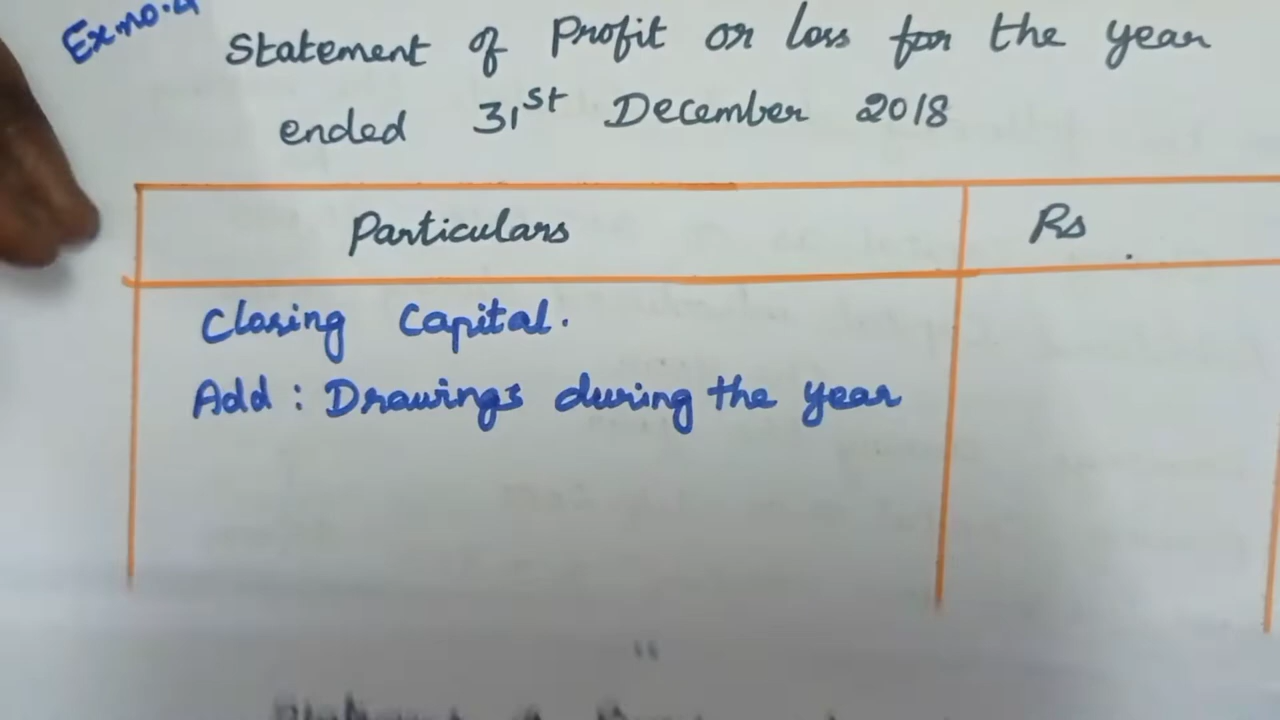 Ex.no.4
Statement of Profit or loss for the year
ended 31st December 2018
Particulars Rs
Closing Capital.
Add : Drawings during the year